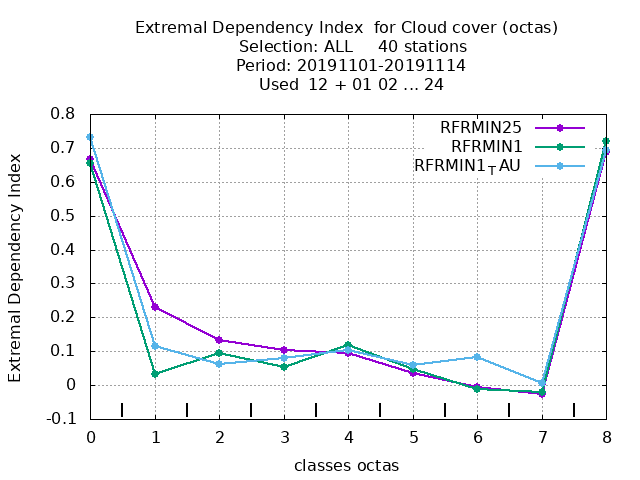 Extremal Dependency Index  for Cloud cover (octas)
Selection: ALL     40 stations
Period: 20191101-20191114
Used  12 + 01 02 ... 24
RFRMIN25
RFRMIN1
RFRMIN1_TAU
0.8
0.7
0.6
0.5
0.4
0.3
0.2
0.1
0
-0.1
Extremal Dependency Index
0 1 2 3 4 5 6 7 8
classes octas